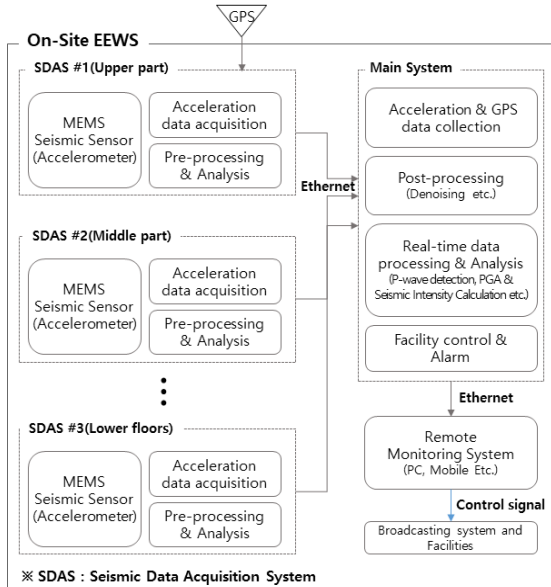 GPS
On-Site EEWS
SDAS #1(Upper part)
MEMS
Seismic Sensor
(Accelerometer)
Acceleration
data acquisition
Pre-processing
& Analysis
Ethernet
SDAS #2(Middle part)
MEMS
Seismic Sensor
(Accelerometer)
Acceleration
data acquisition
Pre-processing
& Analysis
SDAS #3(Lower floors)
MEMS
Seismic Sensor
(Accelerometer)
Acceleration
data acquisition
Pre-processing
& Analysis
Main System
Acceleration & GPS
data collection
Post-processing
(Denoising etc.)
Real-time data
processing & Analysis
(P-wave detection, PGA &
Seismic Intensity Calculation etc.)
Facility control &
Alarm
Ethernet
Remote
Monitoring System
(PC, Mobile Etc.)
Control signal
Broadcasting system and
Facilities
※ SDAS : Seismic Data Acquisition System